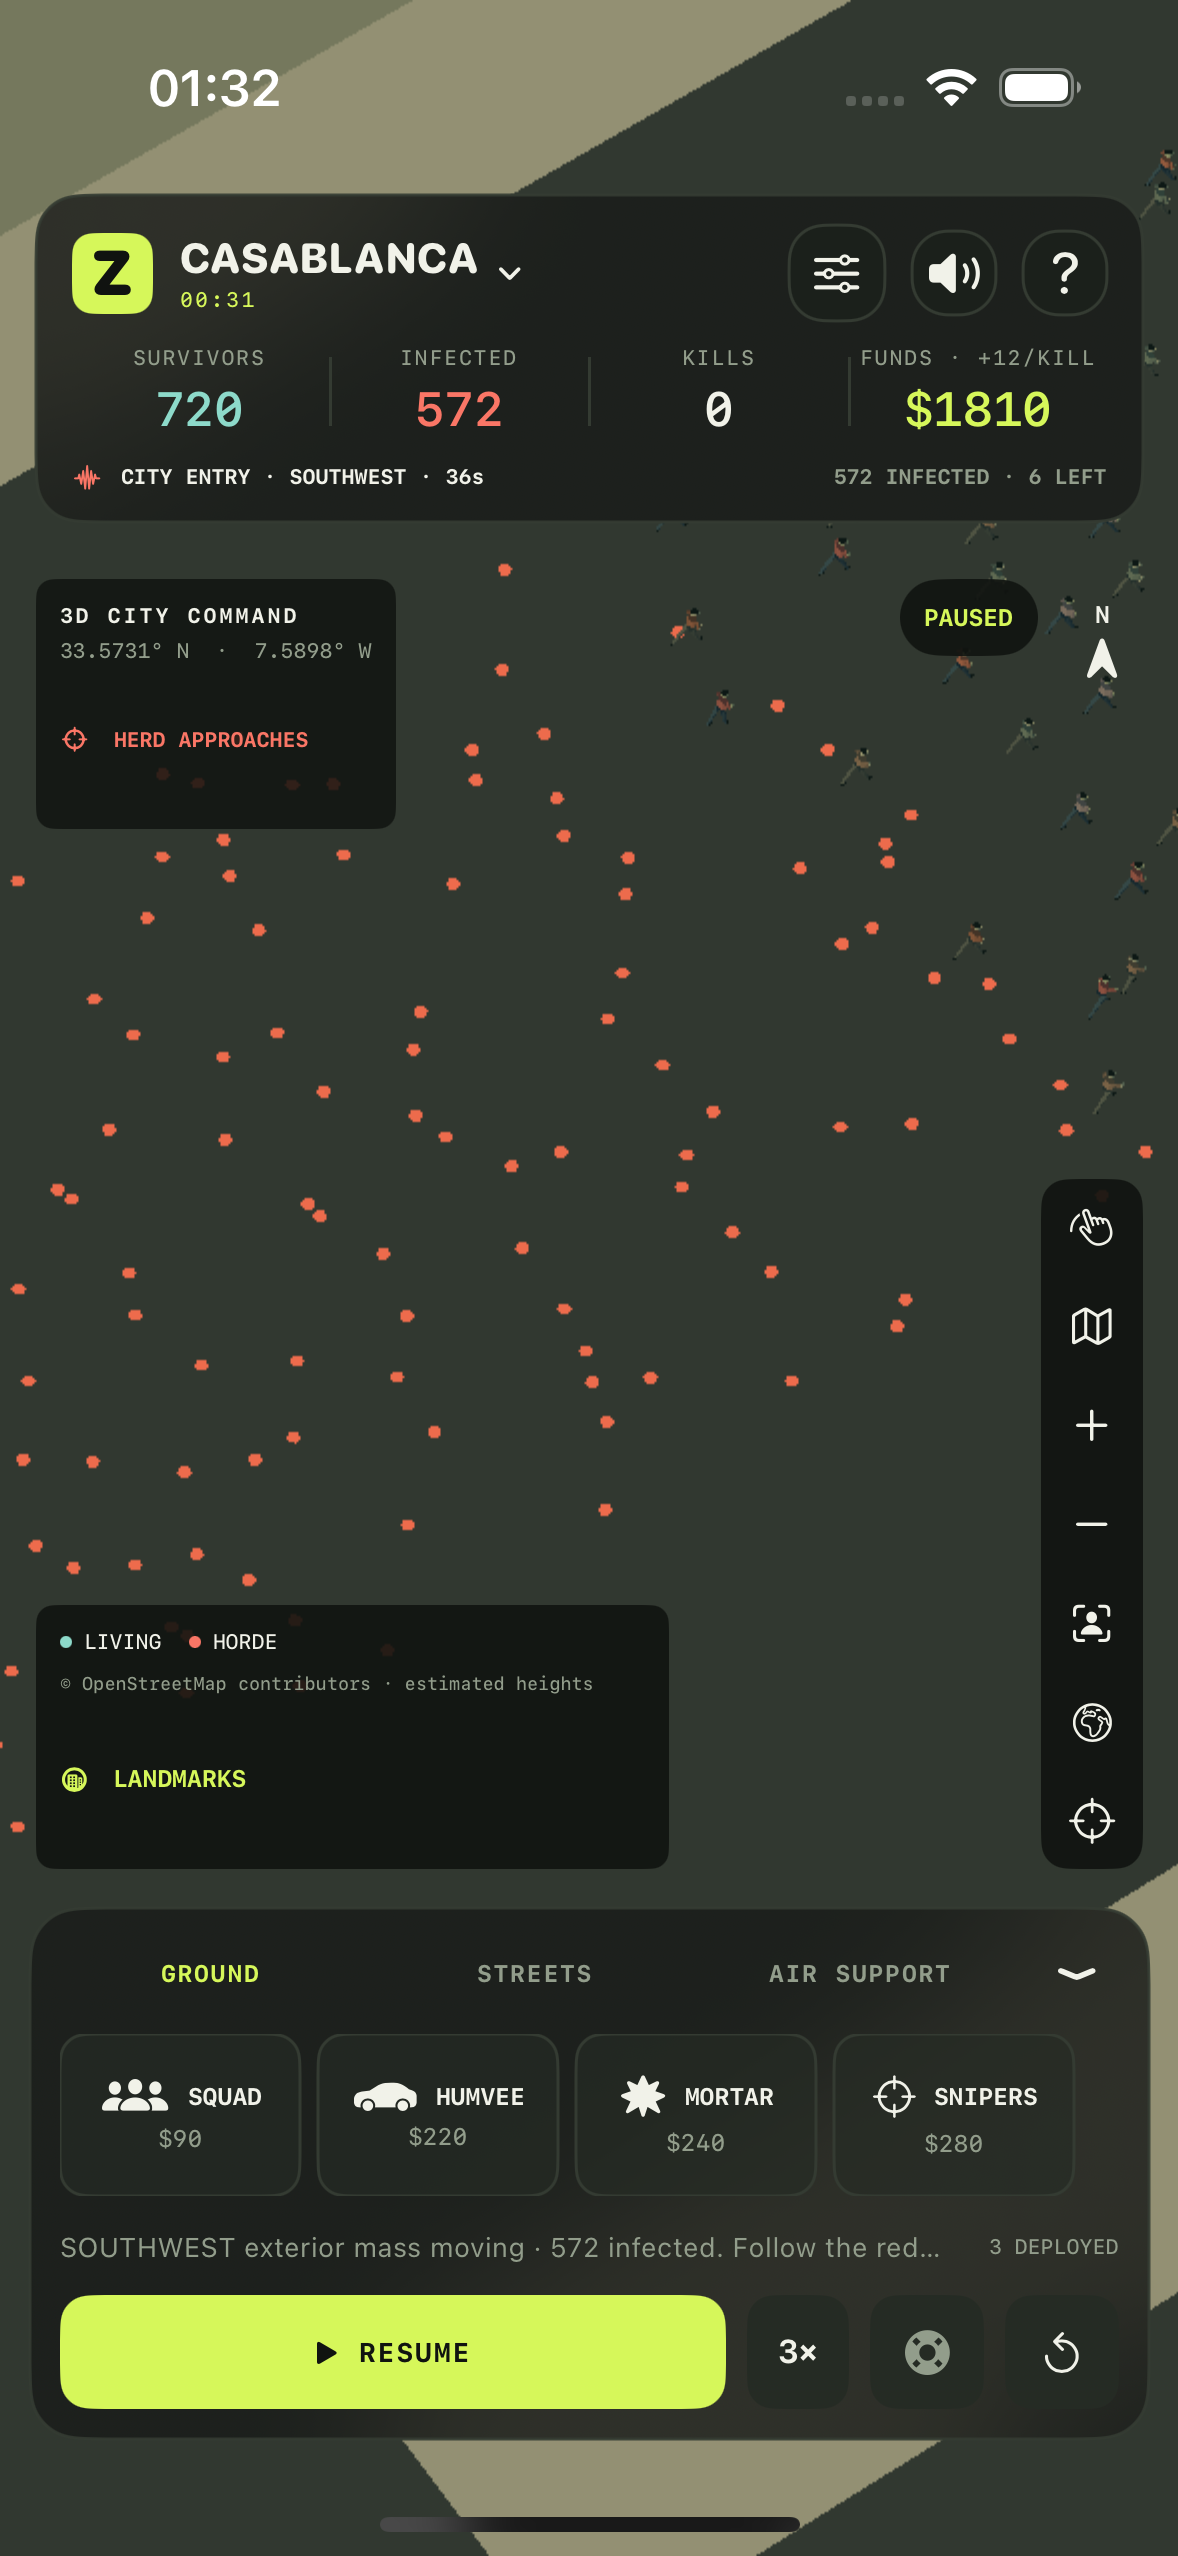 01:32
Z CASABLANCA
00:31
?
SURVIVORS INFECTED KILLS FUNDS · +12/KILL
720 572 0 $1810
CITY ENTRY · SOUTHWEST · 36s 572 INFECTED · 6 LEFT
3D CITY COMMAND
33.5731° N · 7.5898° W
HERD APPROACHES
PAUSED
N
LIVING HORDE
© OpenStreetMap contributors · estimated heights
LANDMARKS
GROUND STREETS AIR SUPPORT
SQUAD HUMVEE MORTAR SNIPERS
$90 $220 $240 $280
SOUTHWEST exterior mass moving · 572 infected. Follow the red... 3 DEPLOYED
RESUME 3×